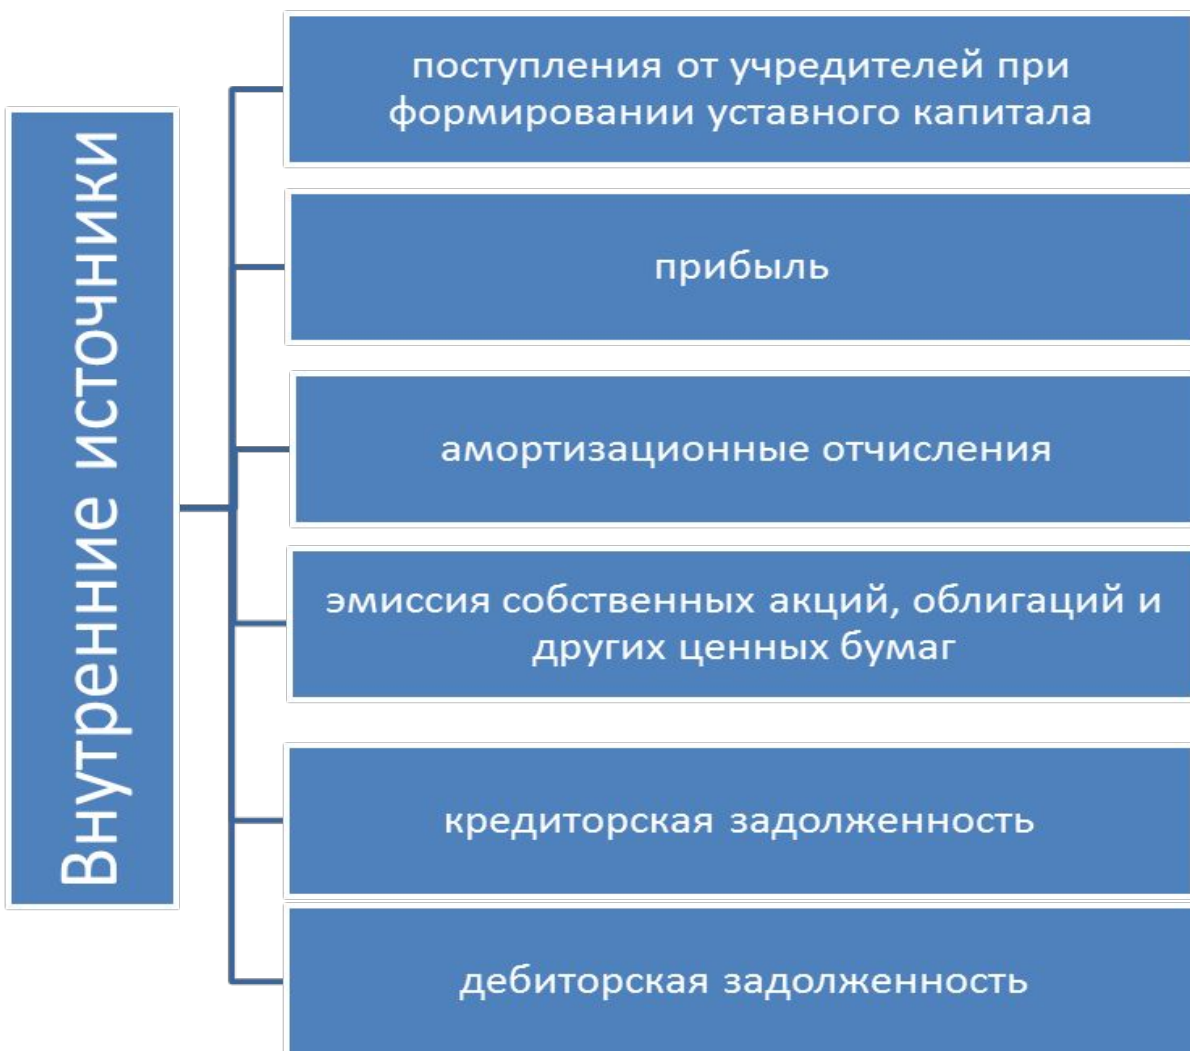 Внутренние источники
поступления от учредителей при
формировании уставного капитала
прибыль
амортизационные отчисления
эмиссия собственных акций, облигаций и
других ценных бумаг
кредиторская задолженность
дебиторская задолженность